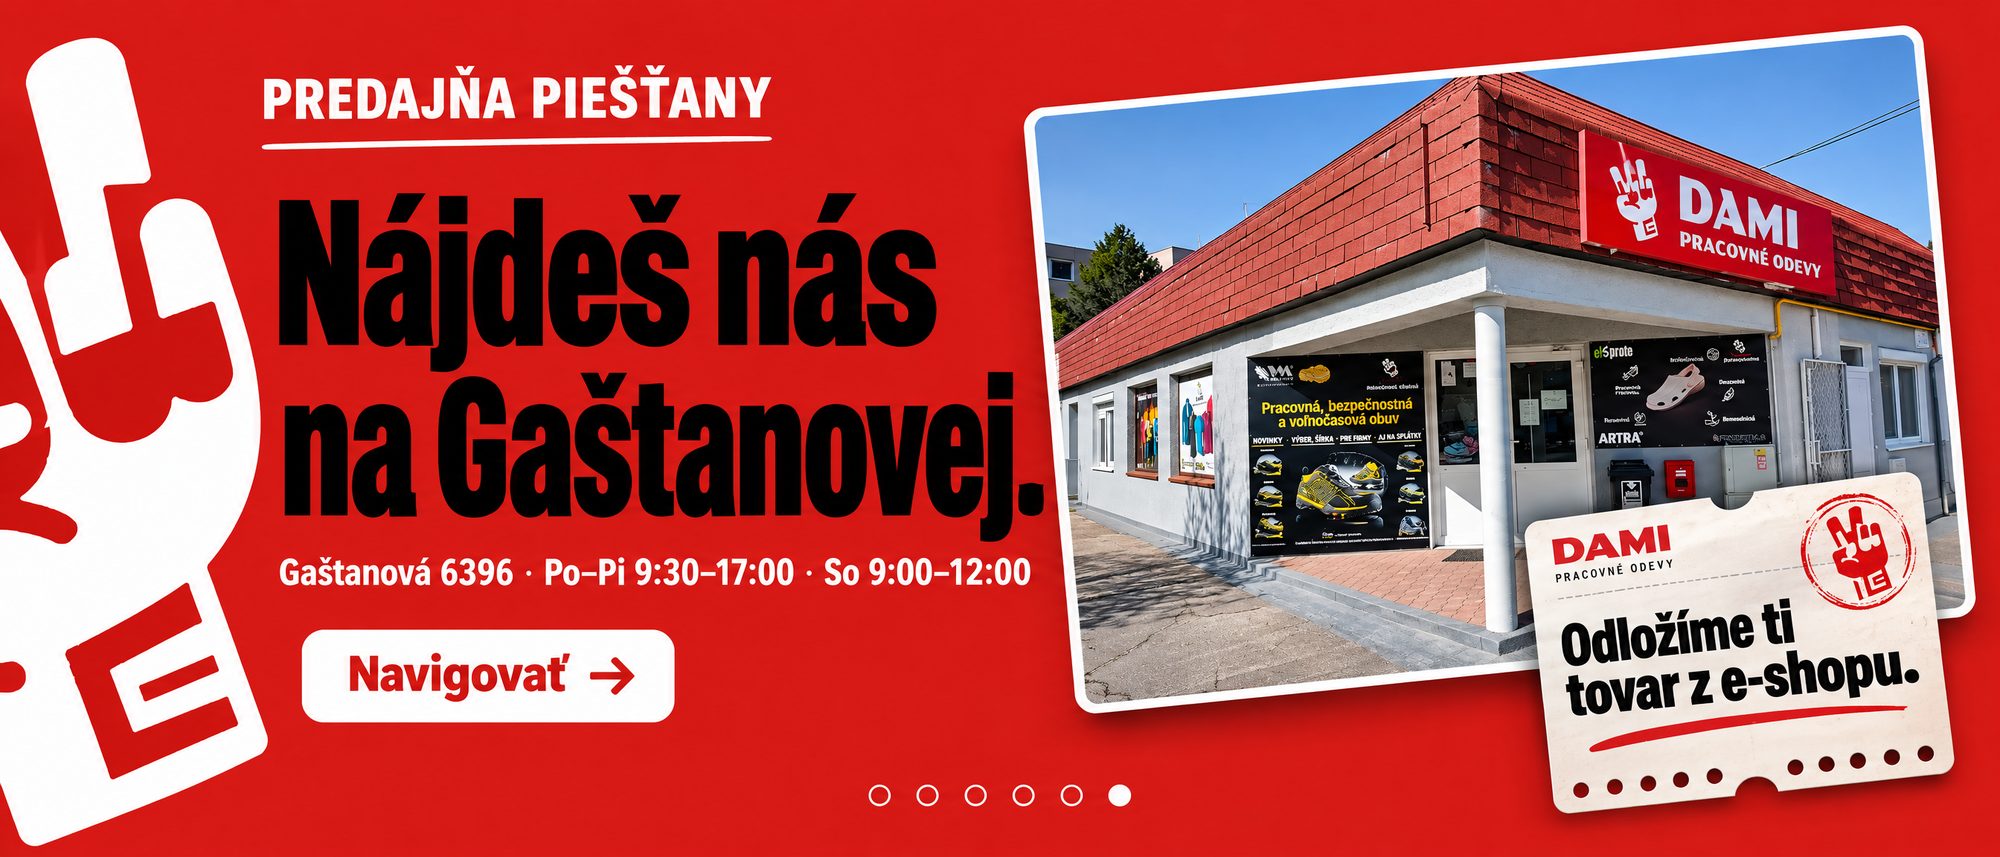 PREDAJŇA PIEŠŤANY
Nájdeš nás
na Gaštanovej.
Gaštanová 6396 · Po–Pi 9:30–17:00 · So 9:00–12:00
Navigovať →
DAMI
PRACOVNÉ ODEVY
Pracovná, bezpečnostná
a voľnočasová obuv
NOVINKY · VÝBER, ŠÍRKA · PRE FIRMY · AJ NA SPLÁTKY
ARTRA
DAMI
PRACOVNÉ ODEVY
Odložíme ti
tovar z e-shopu.